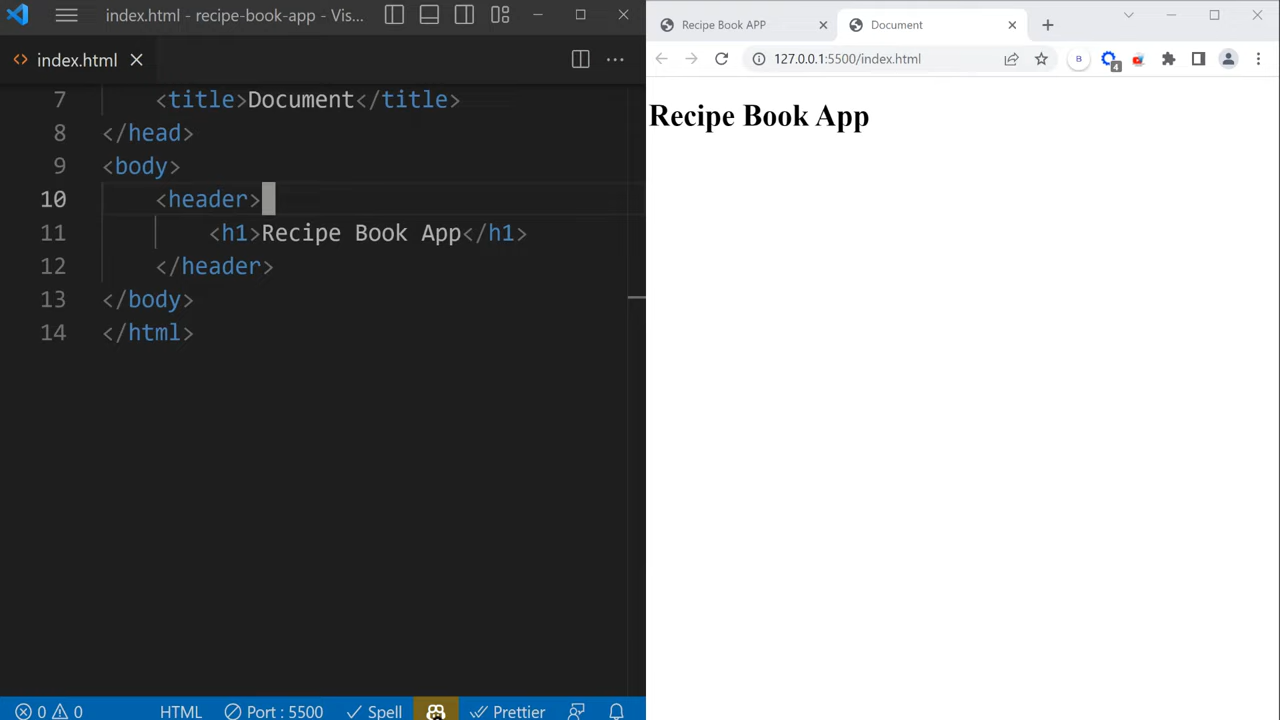 index.html - recipe-book-app - Vis...
index.html
7 <title>Document</title>
8 </head>
9 <body>
10 <header>
11 <h1>Recipe Book App</h1>
12 </header>
13 </body>
14 </html>
0 0 HTML Port : 5500 Spell Prettier
Recipe Book APP
Document
127.0.0.1:5500/index.html
B
4
Recipe Book App